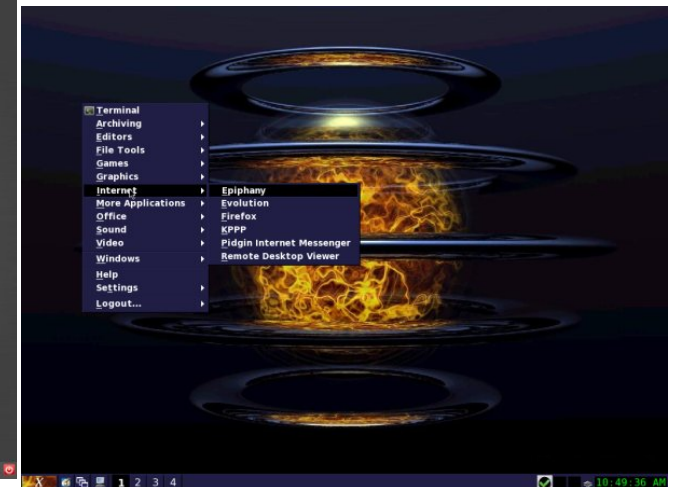 Terminal
Archiving
Editors
File Tools
Games
Graphics
Internet
Epiphany
More Applications
Evolution
Office
Firefox
Sound
KPPP
Video
Pidgin Internet Messenger
Windows
Remote Desktop Viewer
Help
Settings
Logout...
X 1 2 3 4 10:49:36 AM